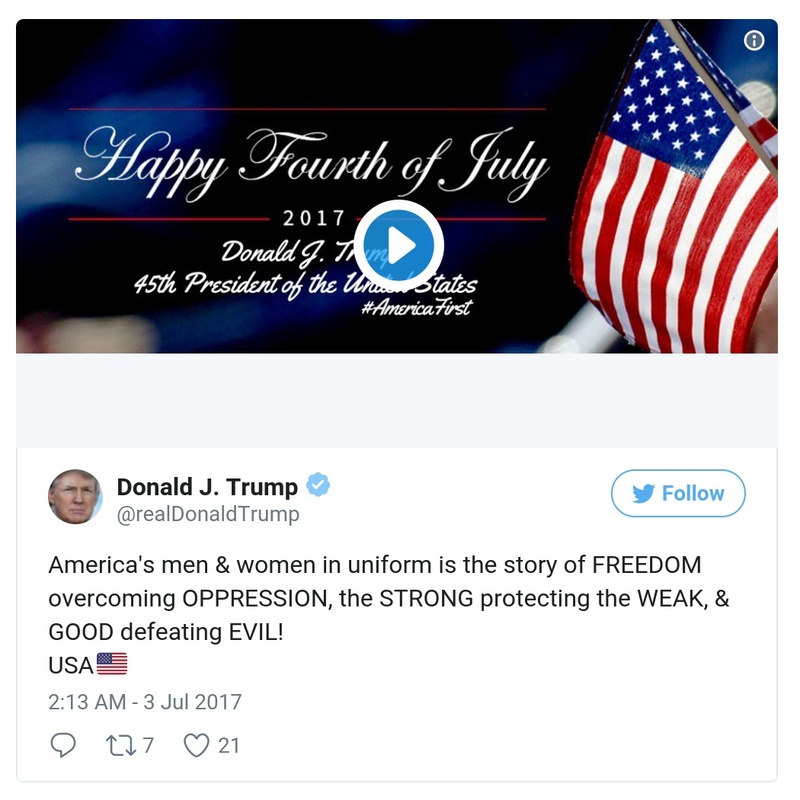 Happy Fourth of July
2017
Donald J. Trump
45th President of the United States
#AmericaFirst
Donald J. Trump
@realDonaldTrump
Follow
America's men & women in uniform is the story of FREEDOM
overcoming OPPRESSION, the STRONG protecting the WEAK, &
GOOD defeating EVIL!
USA🇺🇸
2:13 AM - 3 Jul 2017
7 21